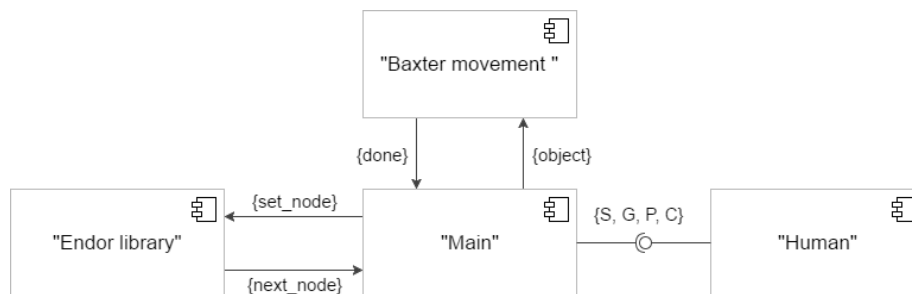 "Baxter movement "
{done}
{object}
{set_node}
{S, G, P, C}
"Endor library"
"Main"
"Human"
{next_node}